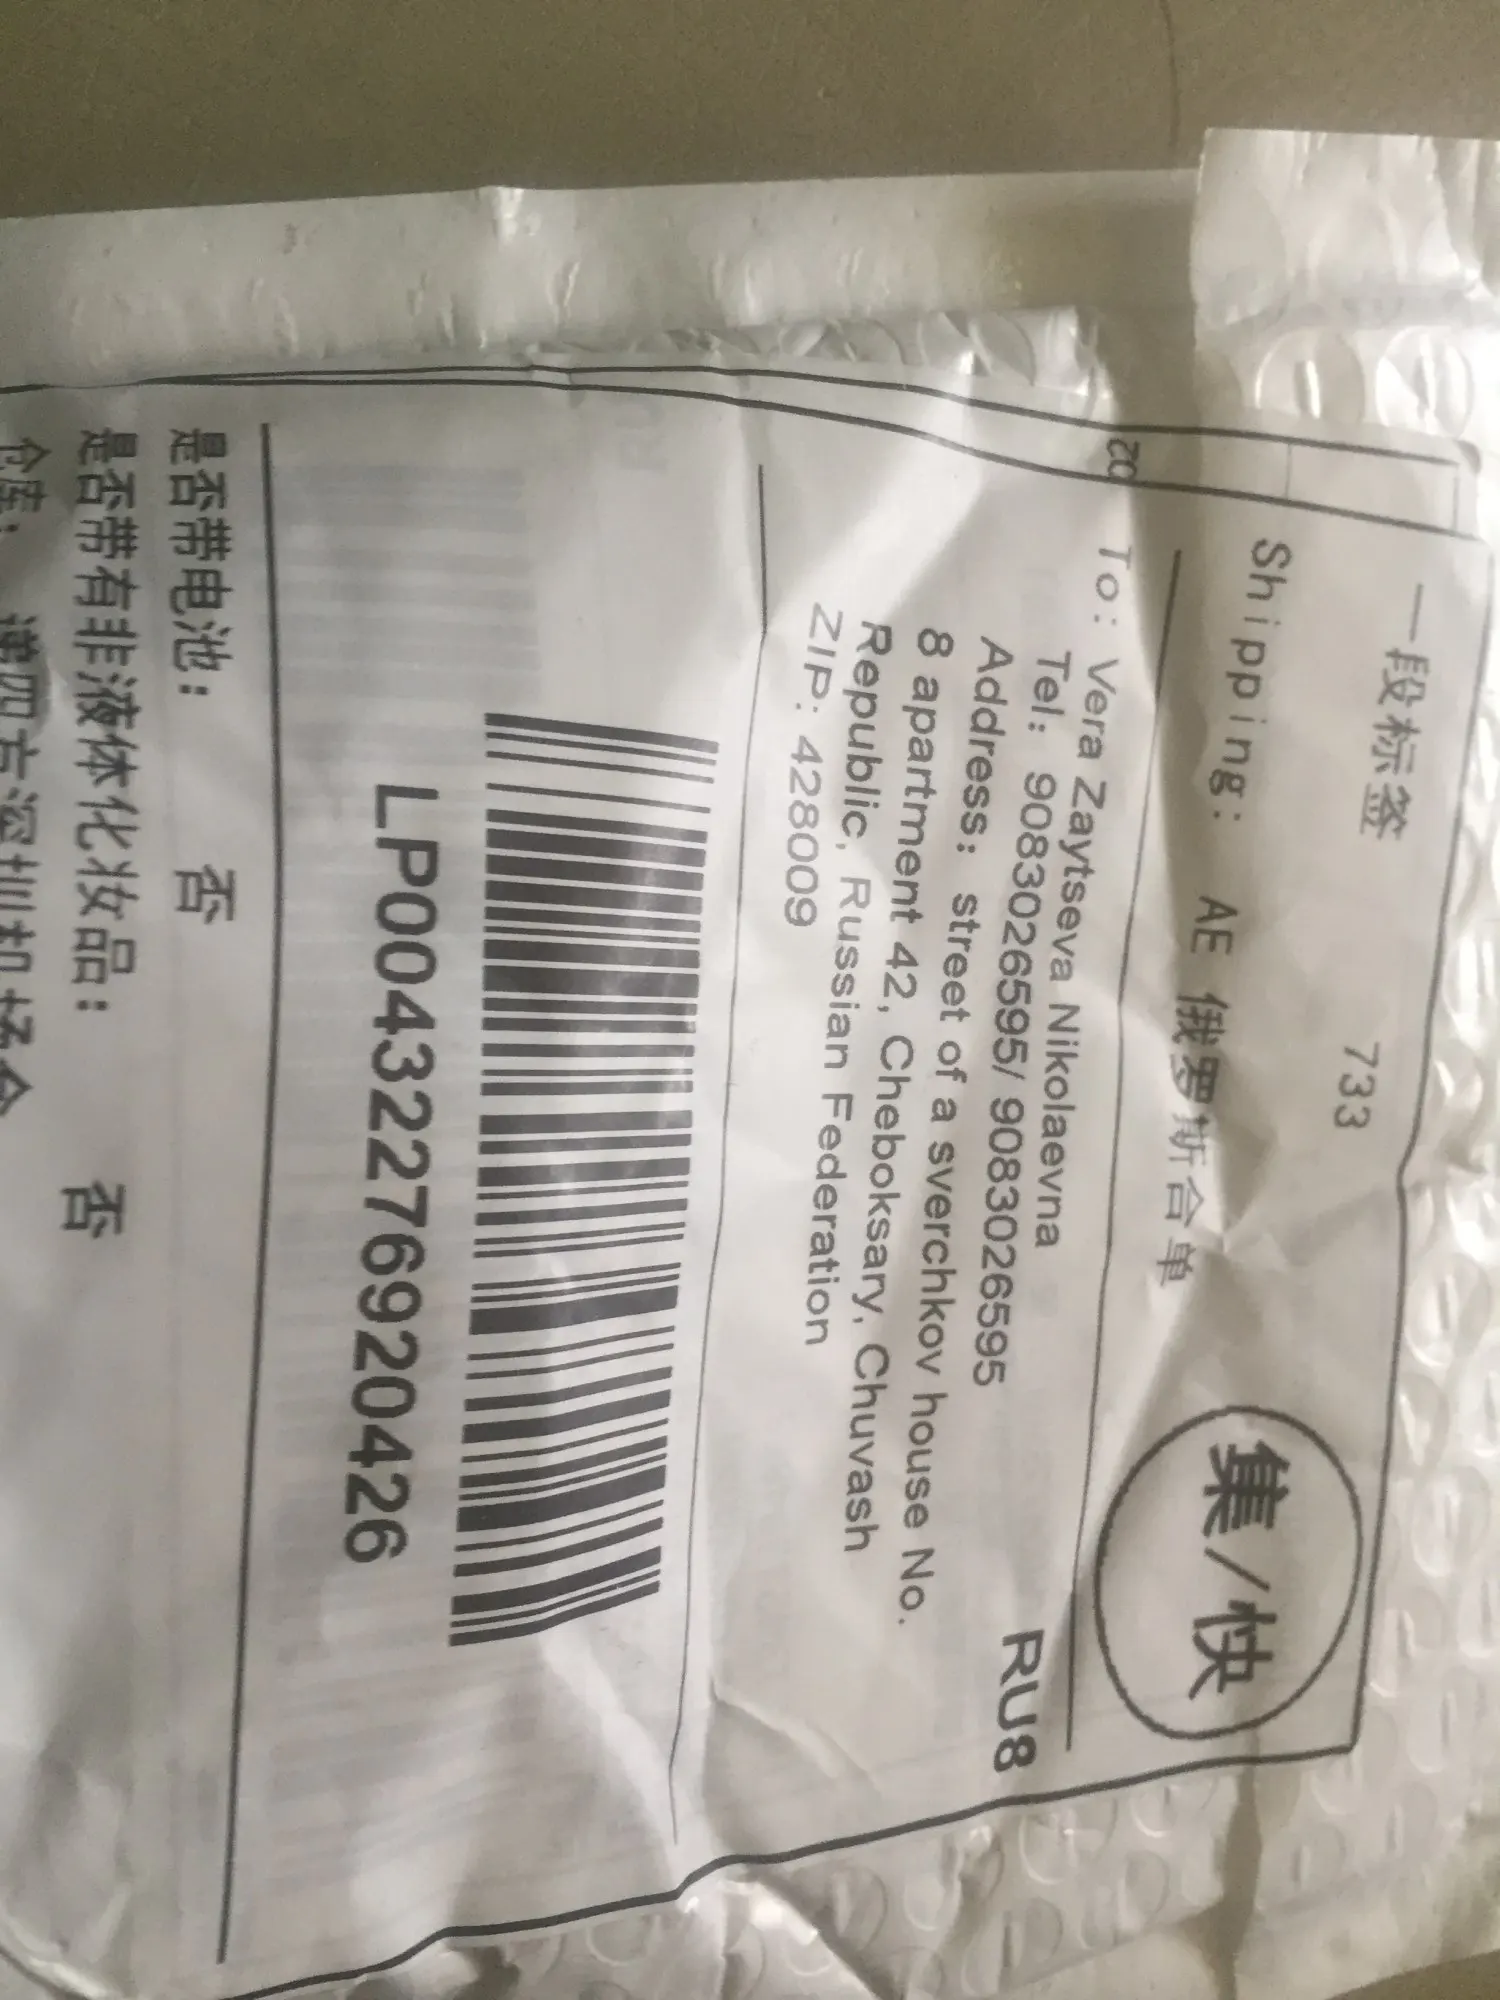 一段标签 733
Shipping: AE 俄罗斯合单
集/快
To: Vera Zaytseva Nikolaevna
RU8
Tel: 9083026595/ 9083026595
Address: street of a sverchkov house No.
8 apartment 42, Cheboksary, Chuvash
Republic, Russian Federation
ZIP: 428009
LP00432276920426
是否带电池: 否
是否带有非液体化妆品: 否